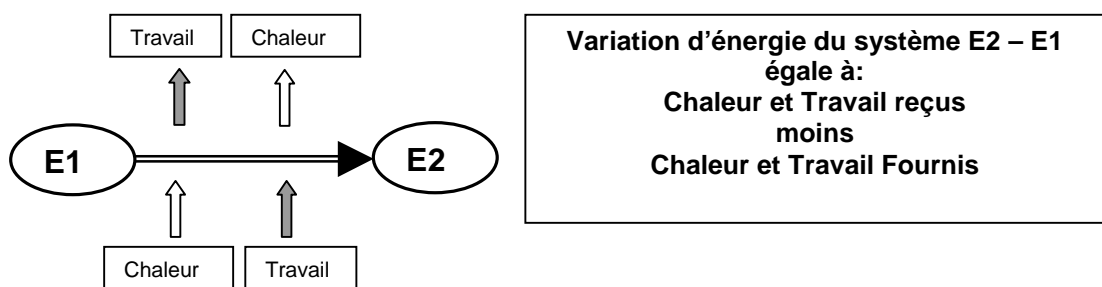 Travail
Chaleur
E1
E2
Chaleur
Travail
Variation d’énergie du système E2 – E1
égale à:
Chaleur et Travail reçus
moins
Chaleur et Travail Fournis